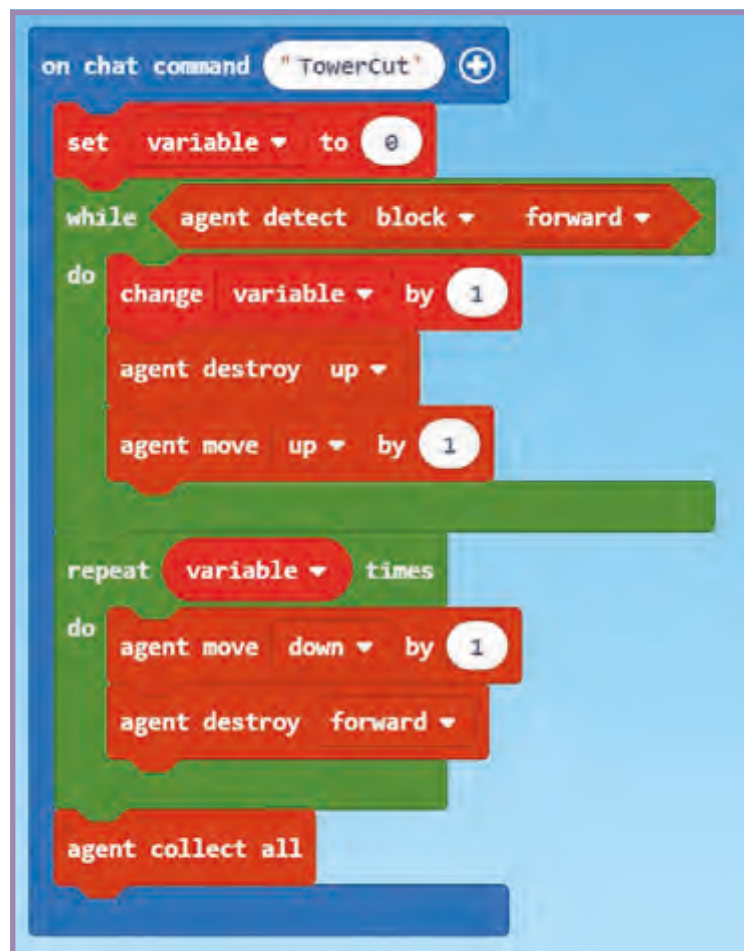 on chat command "TowerCut"
set variable to 0
while agent detect block forward
do
change variable by 1
agent destroy up
agent move up by 1
repeat variable times
do
agent move down by 1
agent destroy forward
agent collect all